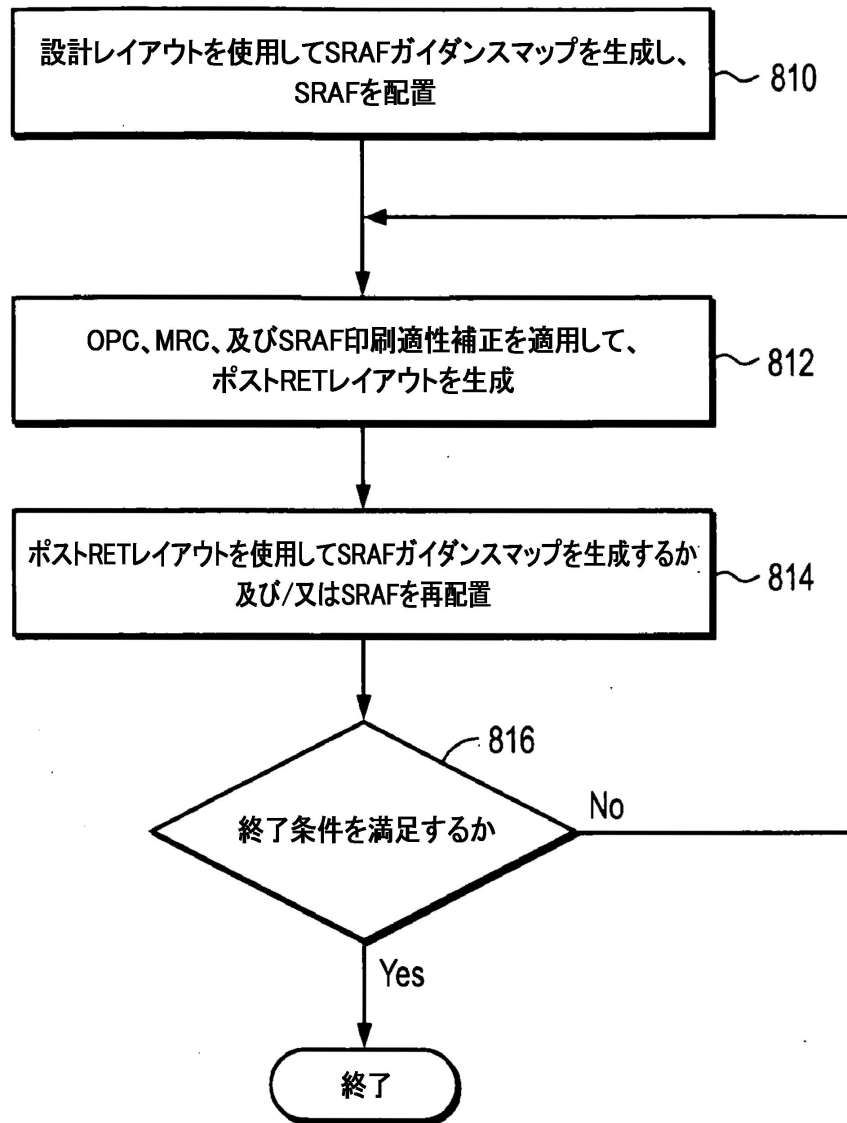 設計レイアウトを使用してSRAFガイダンスマップを生成し、
SRAFを配置
810
OPC、MRC、及びSRAF印刷適性補正を適用して、
ポストRETレイアウトを生成
812
ポストRETレイアウトを使用してSRAFガイダンスマップを生成するか
及び/又はSRAFを再配置
814
816
終了条件を満足するか
No
Yes
終了